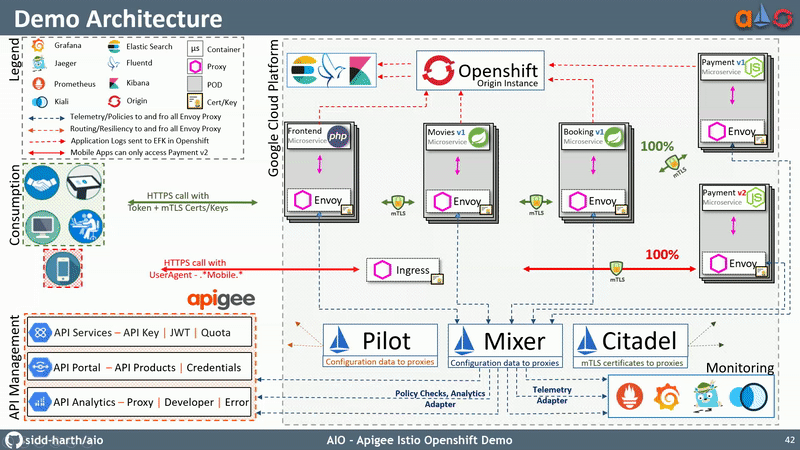 Demo Architecture
aio
Legend
Grafana
Elastic Search
µs
Container
Jaeger
Fluentd
Proxy
Prometheus
Kibana
POD
Kiali
Origin
Cert/Key
Telemetry/Policies to and fro all Envoy Proxy
Routing/Resiliency to and fro all Envoy Proxy
Application Logs sent to EFK in Openshift
Mobile Apps can only access Payment v2
Google Cloud Platform
Openshift
Origin Instance
Payment v1
Microservice
JS
Envoy
Frontend
Microservice
php
Envoy
Movies v1
Microservice
Envoy
Booking v1
Microservice
Envoy
mTLS
mTLS
100%
mTLS
Payment v2
Microservice
JS
Envoy
Consumption
HTTPS call with
Token + mTLS Certs/Keys
HTTPS call with
UserAgent - .*Mobile.*
Ingress
100%
mTLS
apigee
API Management
API Services – API Key | JWT | Quota
API Portal – API Products | Credentials
API Analytics – Proxy | Developer | Error
Pilot
Configuration data to proxies
Mixer
Configuration data to proxies
Citadel
mTLS certificates to proxies
Monitoring
Policy Checks, Analytics
Adapter
Telemetry
Adapter
sidd-harth/aio
AIO - Apigee Istio Openshift Demo
42